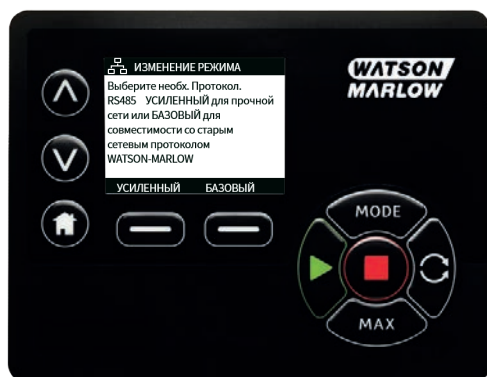 ИЗМЕНЕНИЕ РЕЖИМА
Выберите необх. Протокол.
RS485 УСИЛЕННЫЙ для прочной
сети или БАЗОВЫЙ для
совместимости со старым
сетевым протоколом
WATSON-MARLOW
УСИЛЕННЫЙ БАЗОВЫЙ
WATSON
MARLOW
MODE
MAX